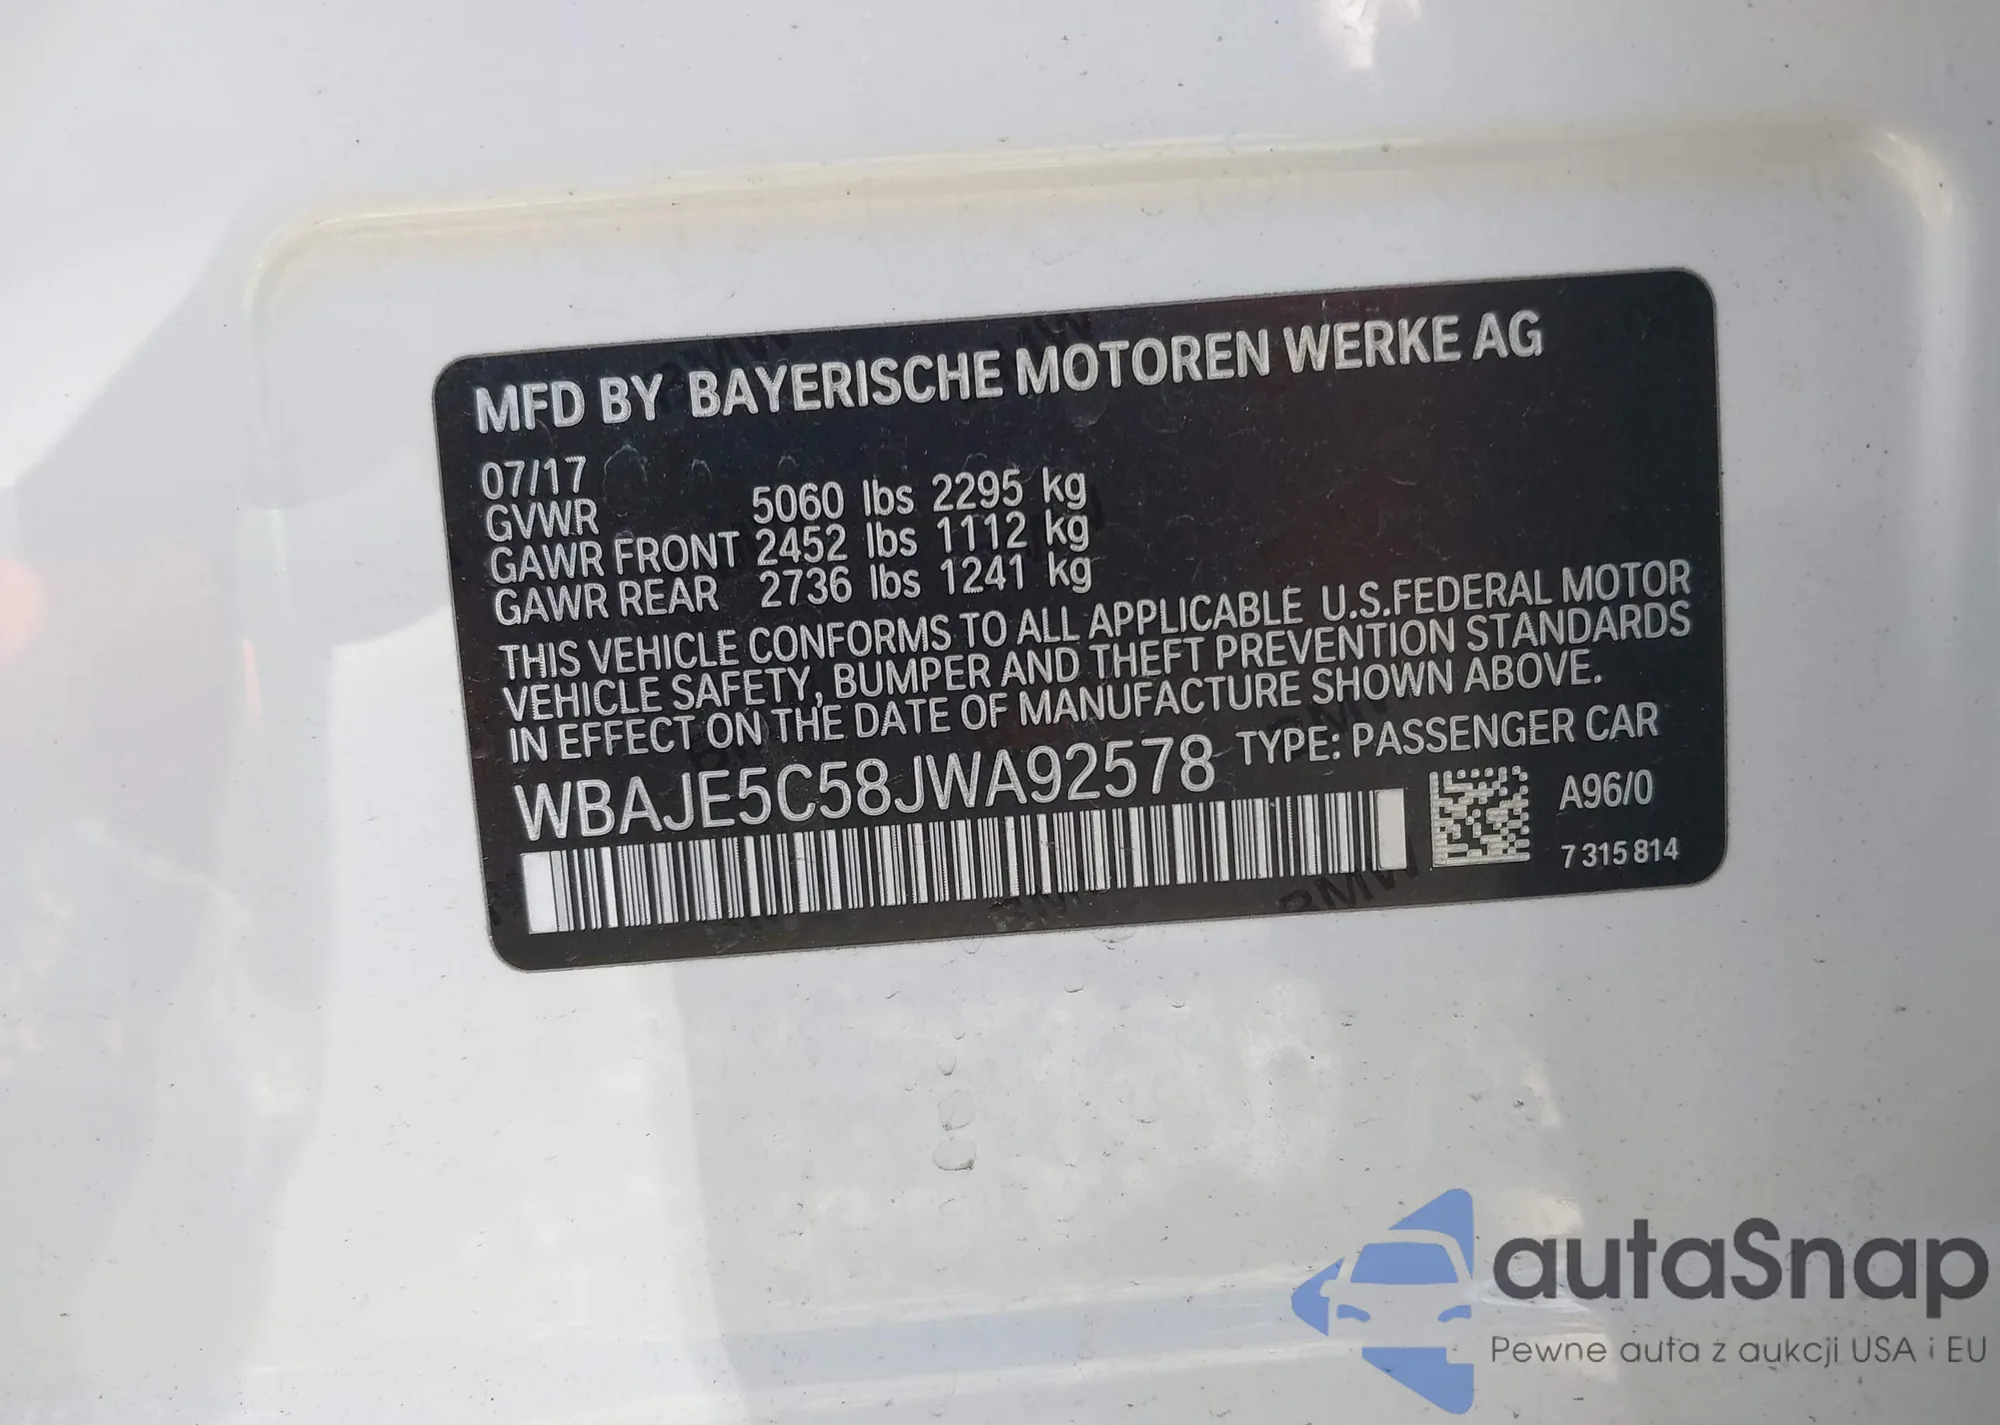 MFD BY BAYERISCHE MOTOREN WERKE AG
07/17
GVWR 5060 lbs 2295 kg
GAWR FRONT 2452 lbs 1112 kg
GAWR REAR 2736 lbs 1241 kg
THIS VEHICLE CONFORMS TO ALL APPLICABLE U.S.FEDERAL MOTOR
VEHICLE SAFETY, BUMPER AND THEFT PREVENTION STANDARDS
IN EFFECT ON THE DATE OF MANUFACTURE SHOWN ABOVE.
WBAJE5C58JWA92578 TYPE: PASSENGER CAR
A96/0
7 315 814
autaSnap
Pewne auta z aukcji USA i EU